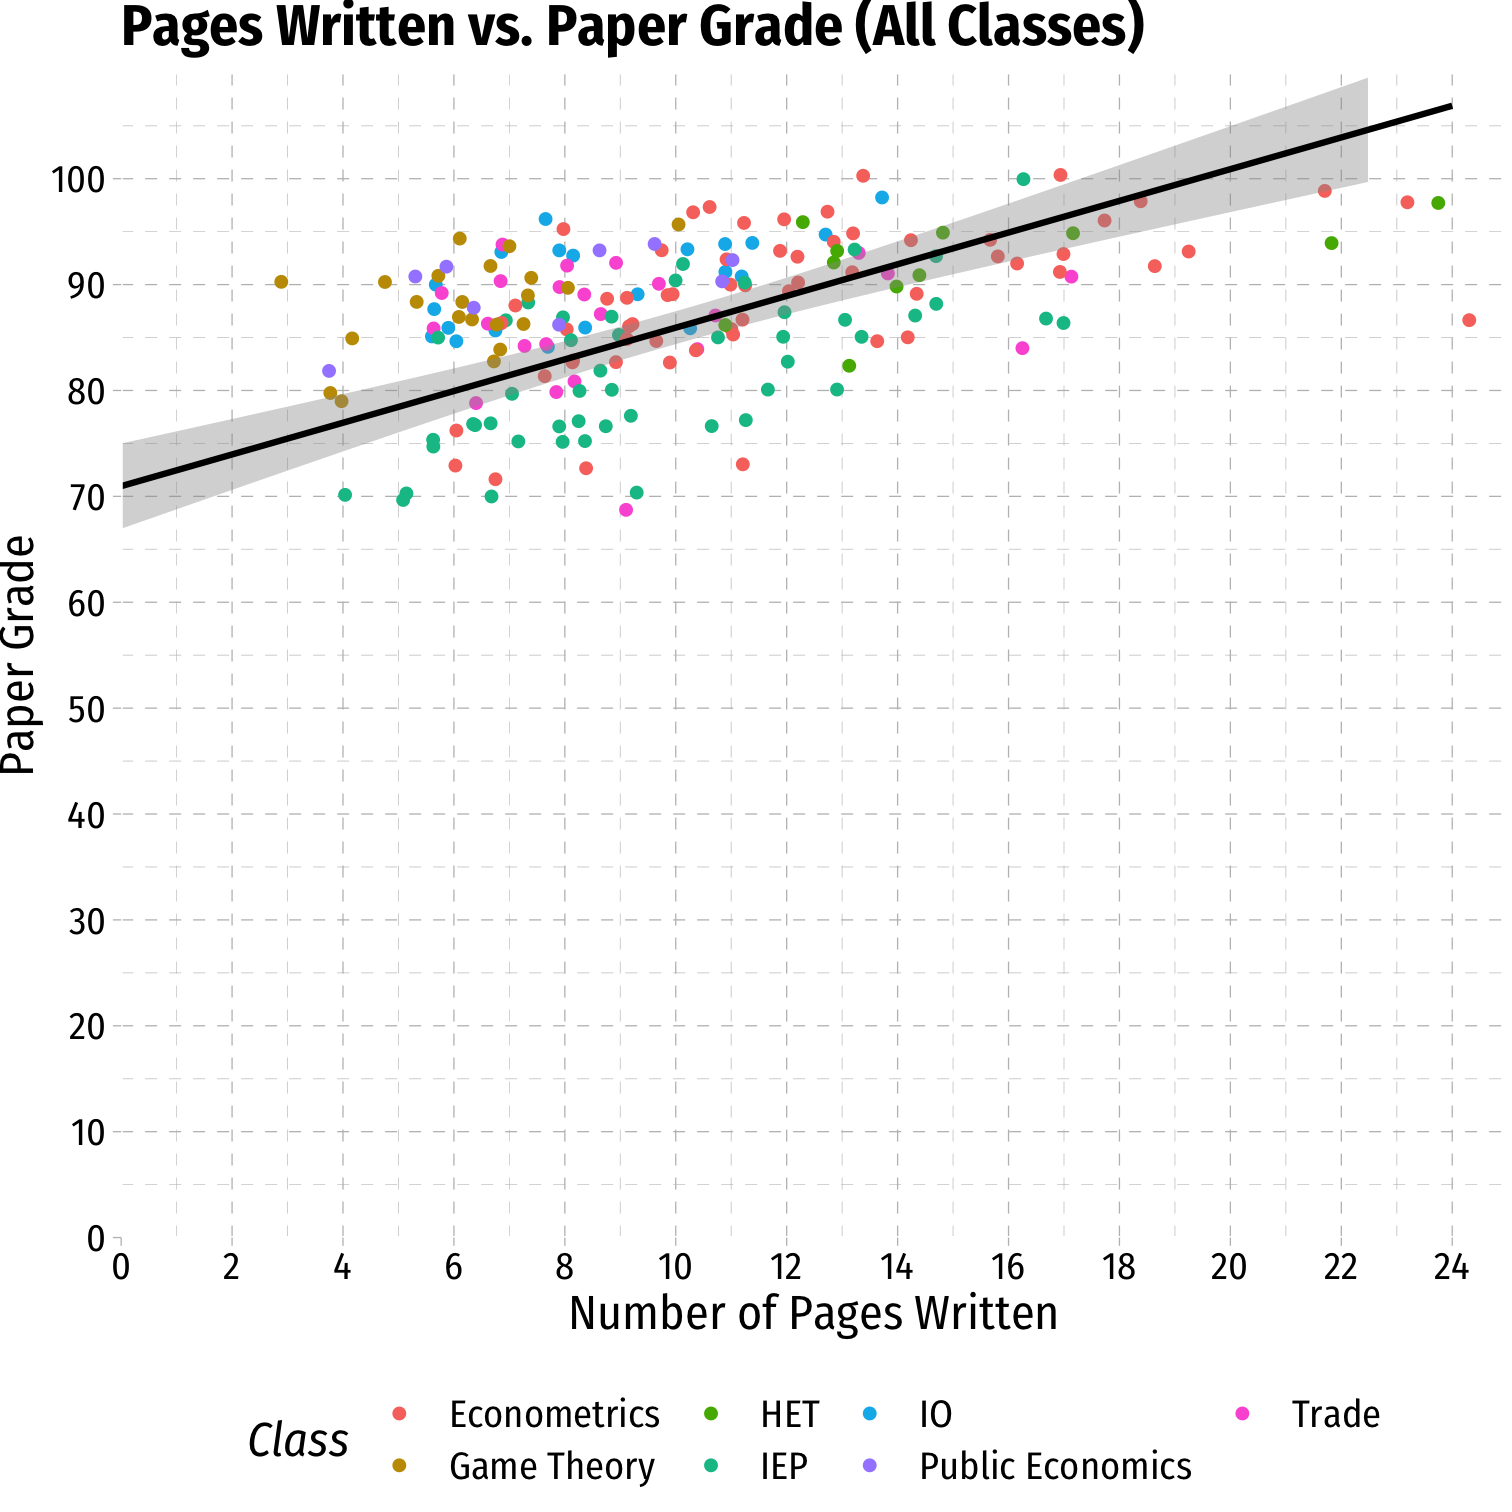 Pages Written vs. Paper Grade (All Classes)
100
90
80
70
60
50
40
30
20
10
0
Paper Grade
0 2 4 6 8 10 12 14 16 18 20 22 24
Number of Pages Written
Class
Econometrics HET IO Trade
Game Theory IEP Public Economics